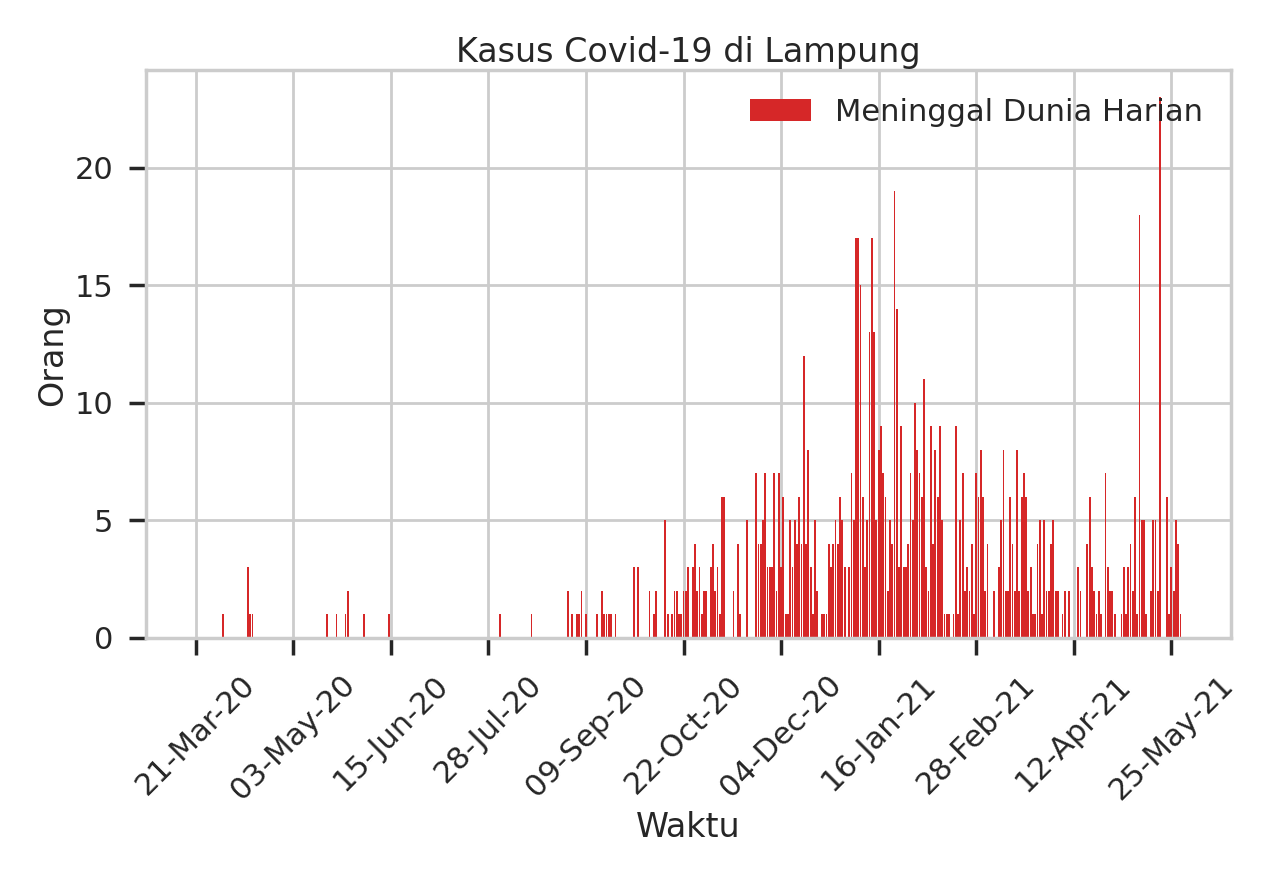 Kasus Covid-19 di Lampung
Meninggal Dunia Harian
Orang
20
15
10
5
0
21-Mar-20
03-May-20
15-Jun-20
28-Jul-20
09-Sep-20
22-Oct-20
04-Dec-20
16-Jan-21
28-Feb-21
12-Apr-21
25-May-21
Waktu